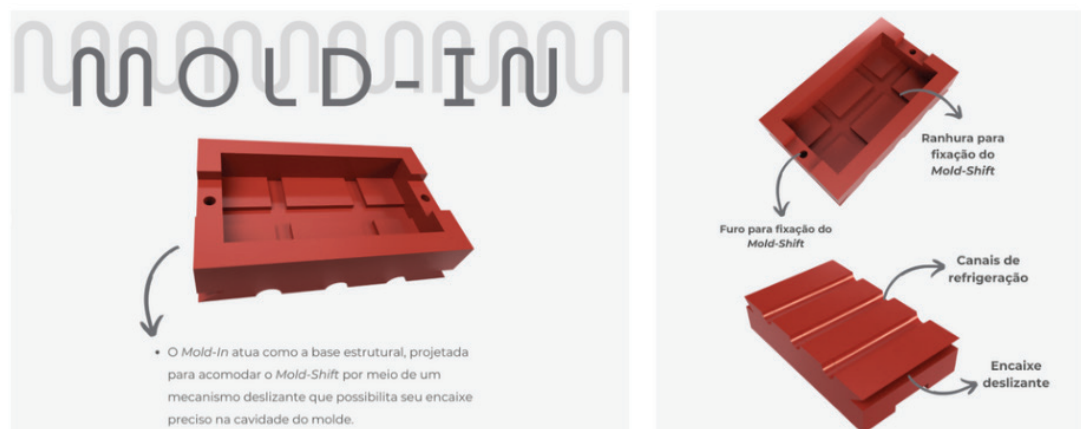 MOLD-IN
• O Mold-In atua como a base estrutural, projetada
para acomodar o Mold-Shift por meio de um
mecanismo deslizante que possibilita seu encaixe
preciso na cavidade do molde.
Ranhura para
fixação do
Mold-Shift
Furo para fixação do
Mold-Shift
Canais de
refrigeração
Encaixe
deslizante